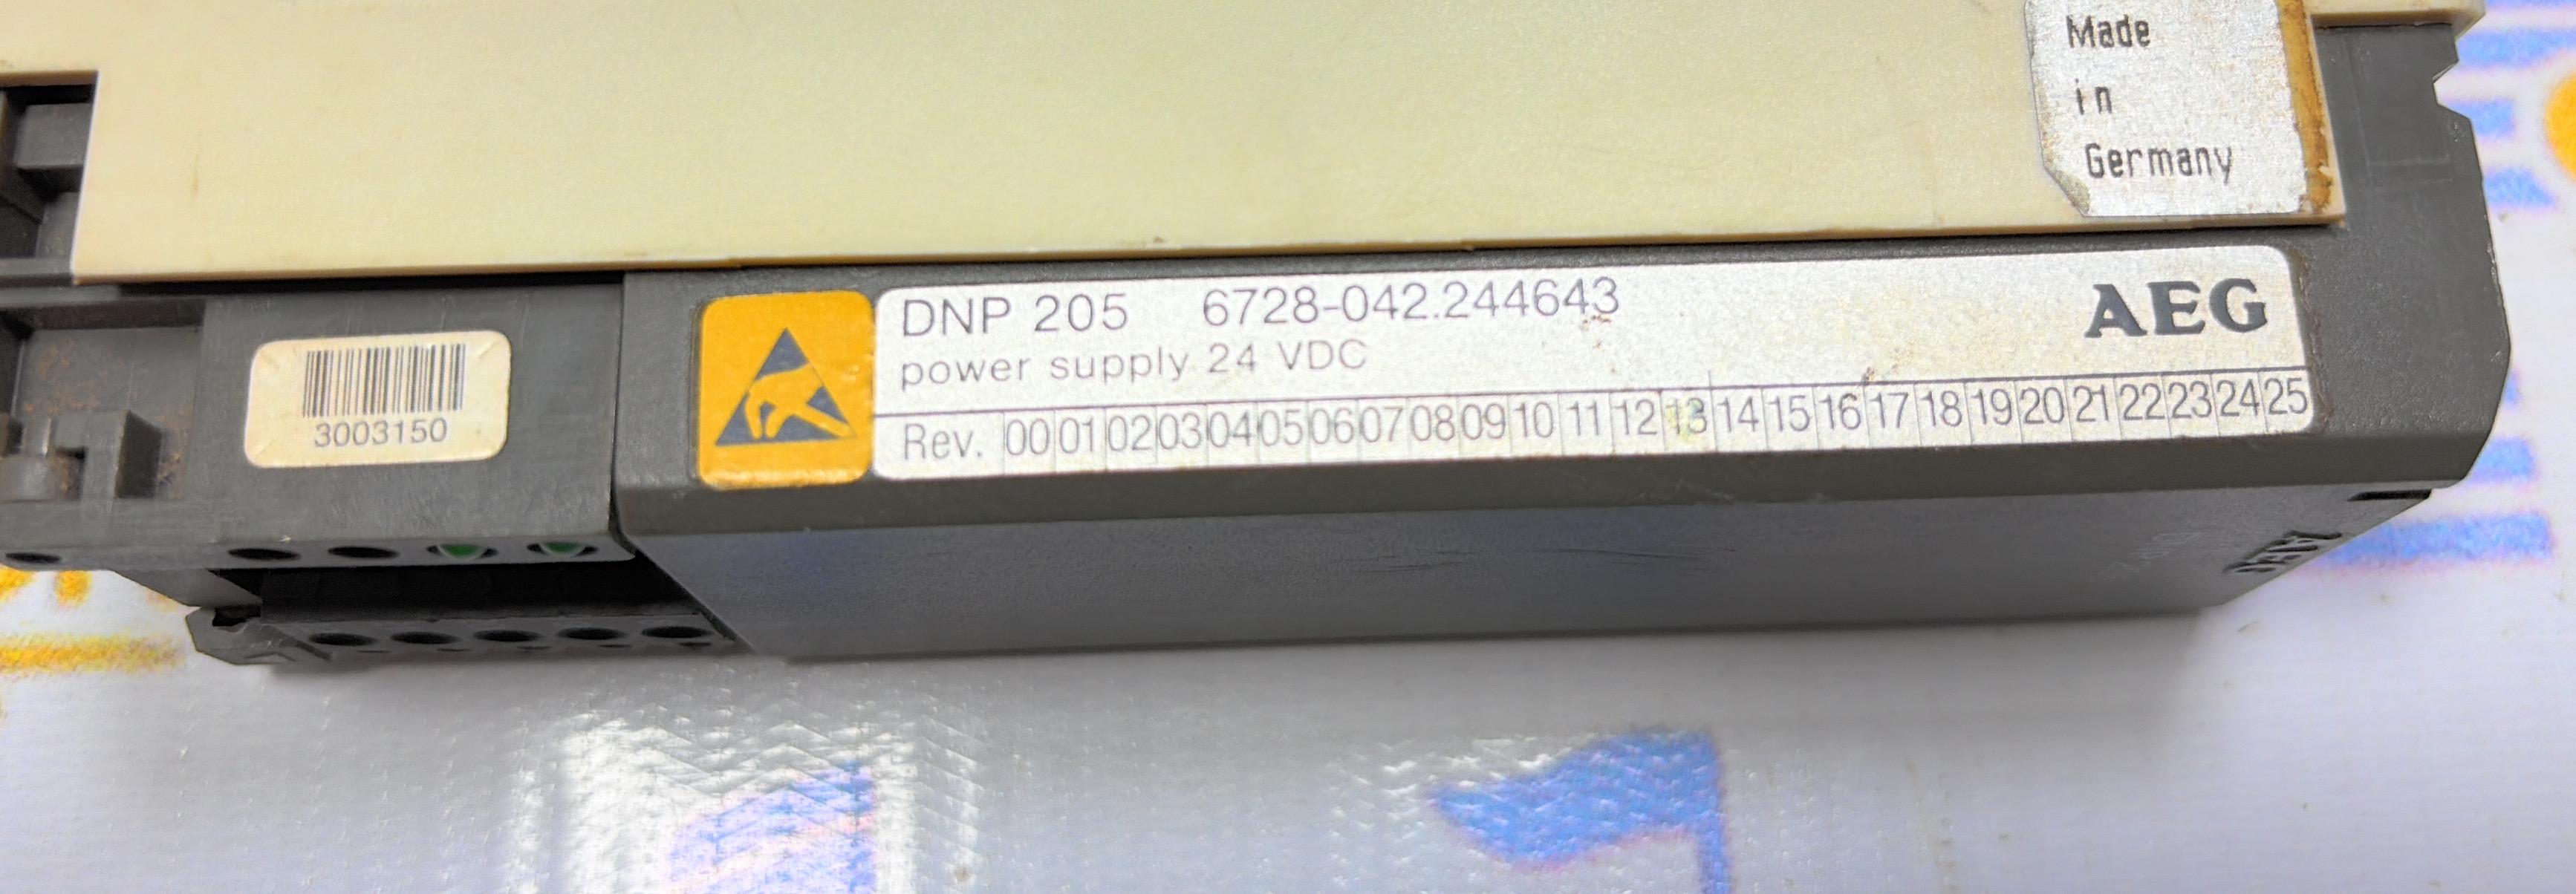 Made
in
Germany
DNP 205 6728-042.244643
AEG
power supply 24 VDC
Rev. 00 01 02 03 04 05 06 07 08 09 10 11 12 13 14 15 16 17 18 19 20 21 22 23 24 25
3003150
AEG